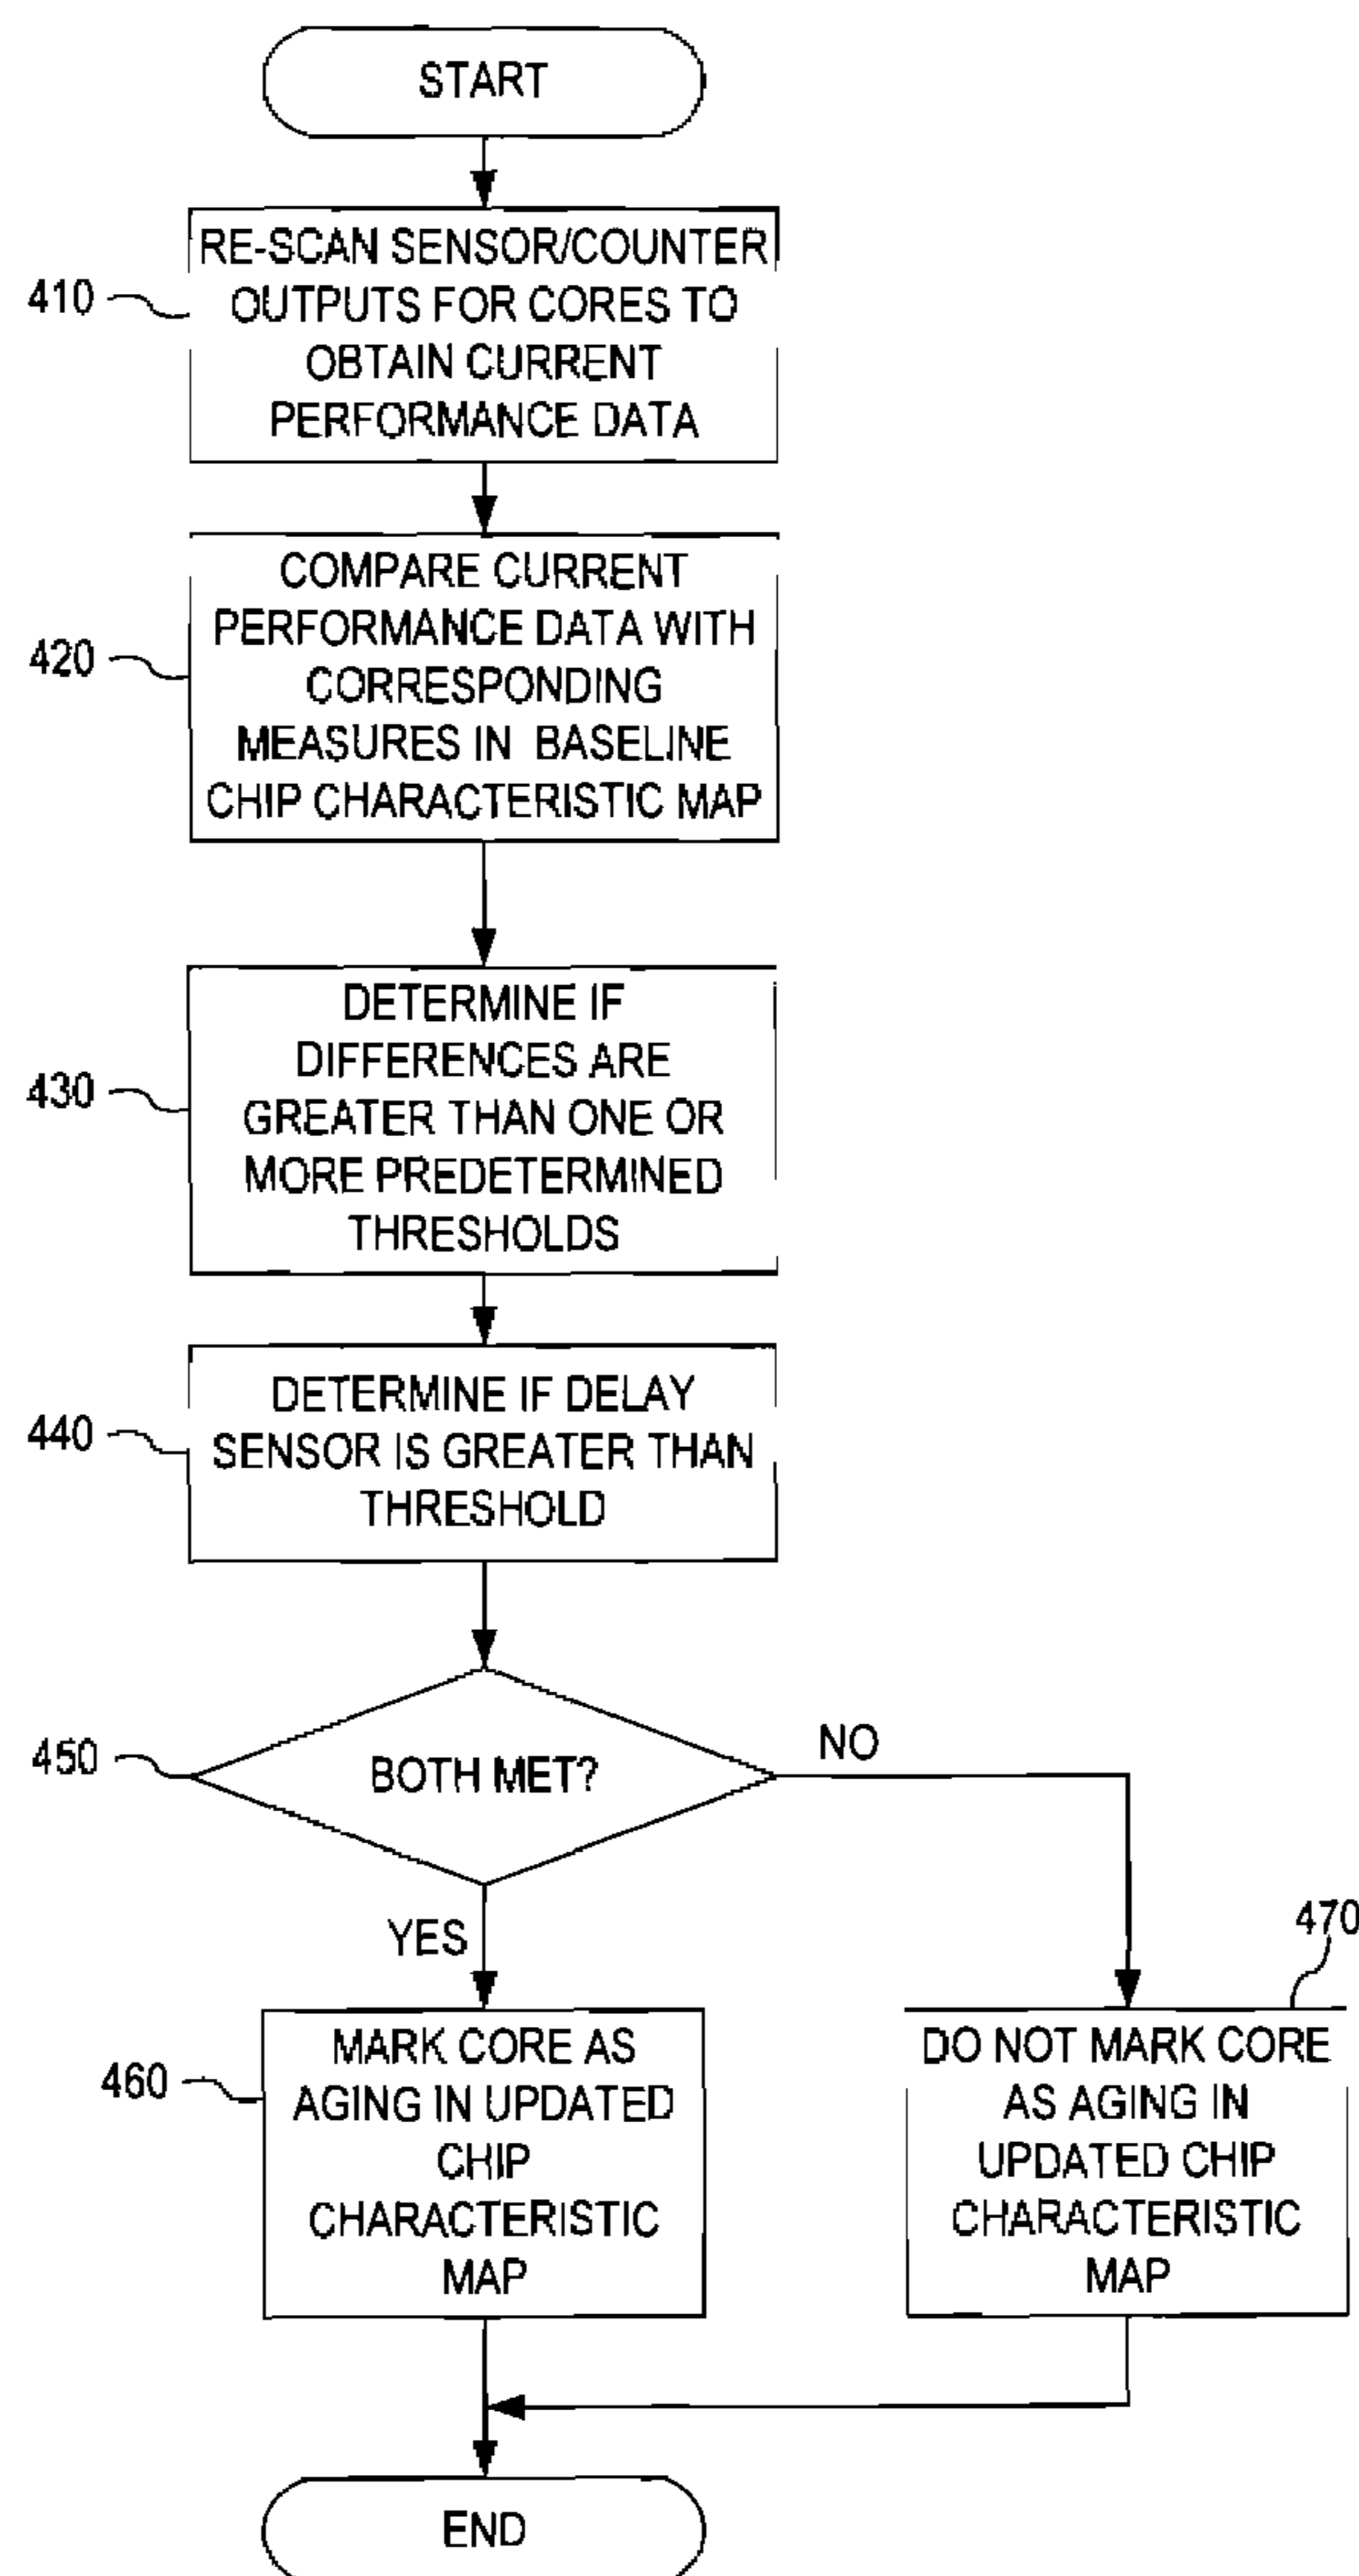 START
410
RE-SCAN SENSOR/COUNTER
OUTPUTS FOR CORES TO
OBTAIN CURRENT
PERFORMANCE DATA
420
COMPARE CURRENT
PERFORMANCE DATA WITH
CORRESPONDING
MEASURES IN BASELINE
CHIP CHARACTERISTIC MAP
430
DETERMINE IF
DIFFERENCES ARE
GREATER THAN ONE OR
MORE PREDETERMINED
THRESHOLDS
440
DETERMINE IF DELAY
SENSOR IS GREATER THAN
THRESHOLD
450
BOTH MET?
NO
YES
460
MARK CORE AS
AGING IN UPDATED
CHIP
CHARACTERISTIC
MAP
470
DO NOT MARK CORE
AS AGING IN
UPDATED CHIP
CHARACTERISTIC
MAP
END